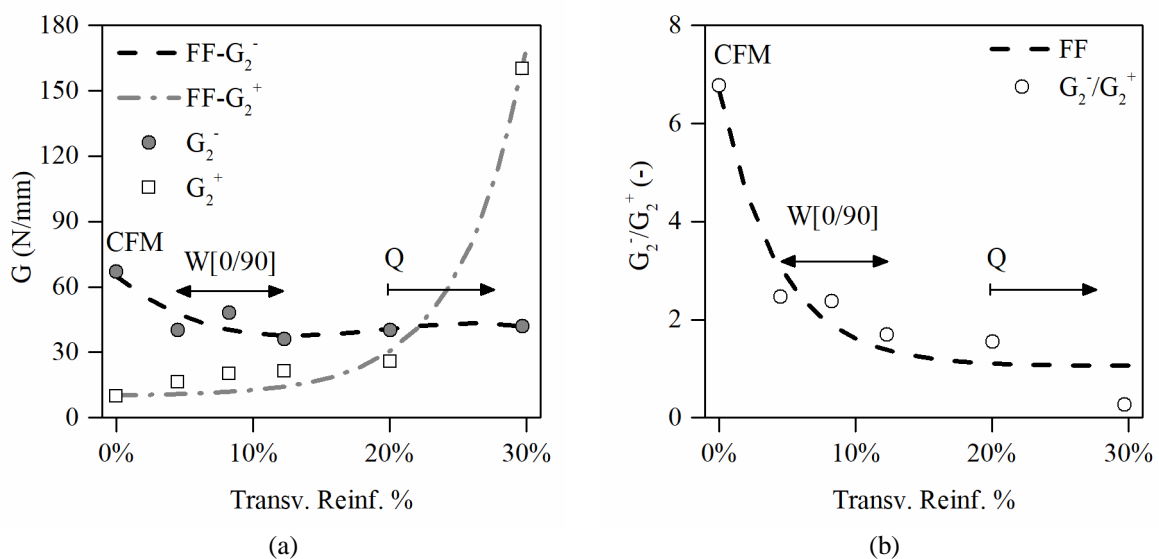 180
150
120
90
60
30
0
G (N/mm)
FF-G₂⁻
FF-G₂⁺
G₂⁻
G₂⁺
CFM
W[0/90]
Q
0%
10%
20%
30%
Transv. Reinf. %
(a)
8
6
4
2
0
G₂⁻/G₂⁺ (-)
CFM
FF
G₂⁻/G₂⁺
W[0/90]
Q
0%
10%
20%
30%
Transv. Reinf. %
(b)